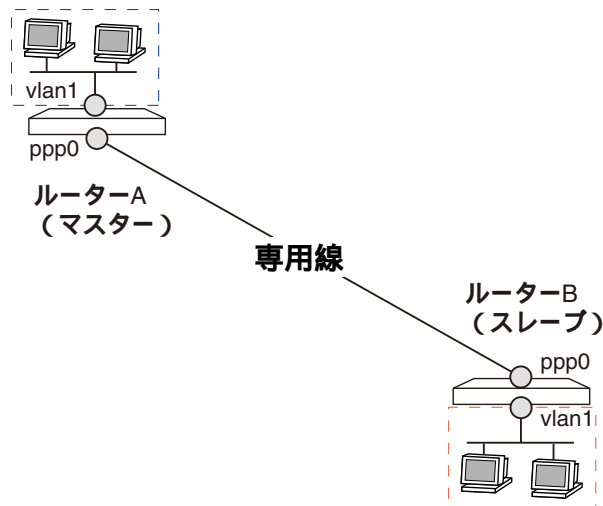 vlan1
ppp0
ルーターA
(マスター)
専用線
ルーターB
(スレーブ)
ppp0
vlan1